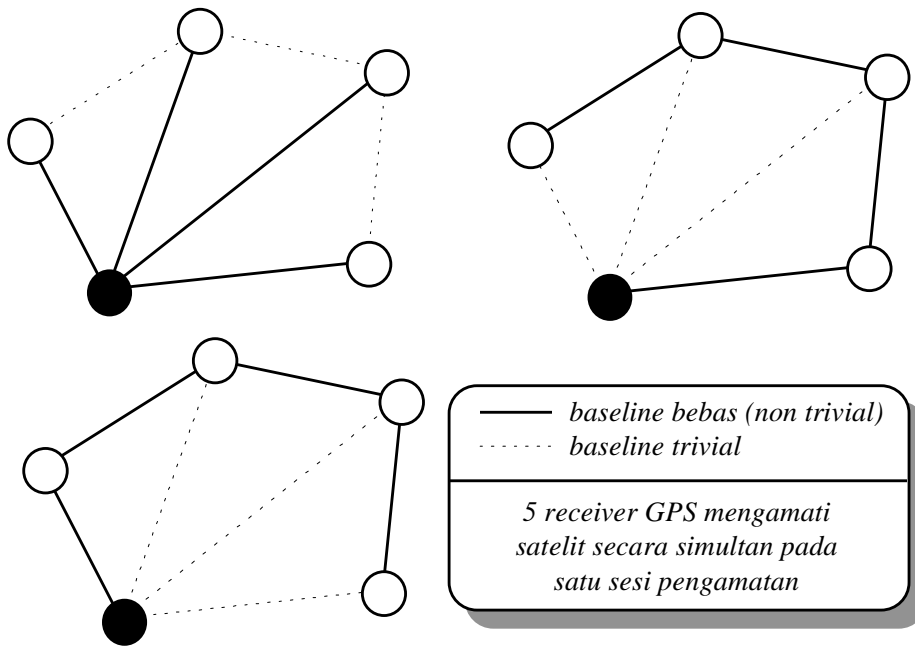 baseline bebas (non trivial)
baseline trivial
5 receiver GPS mengamati
satelit secara simultan pada
satu sesi pengamatan